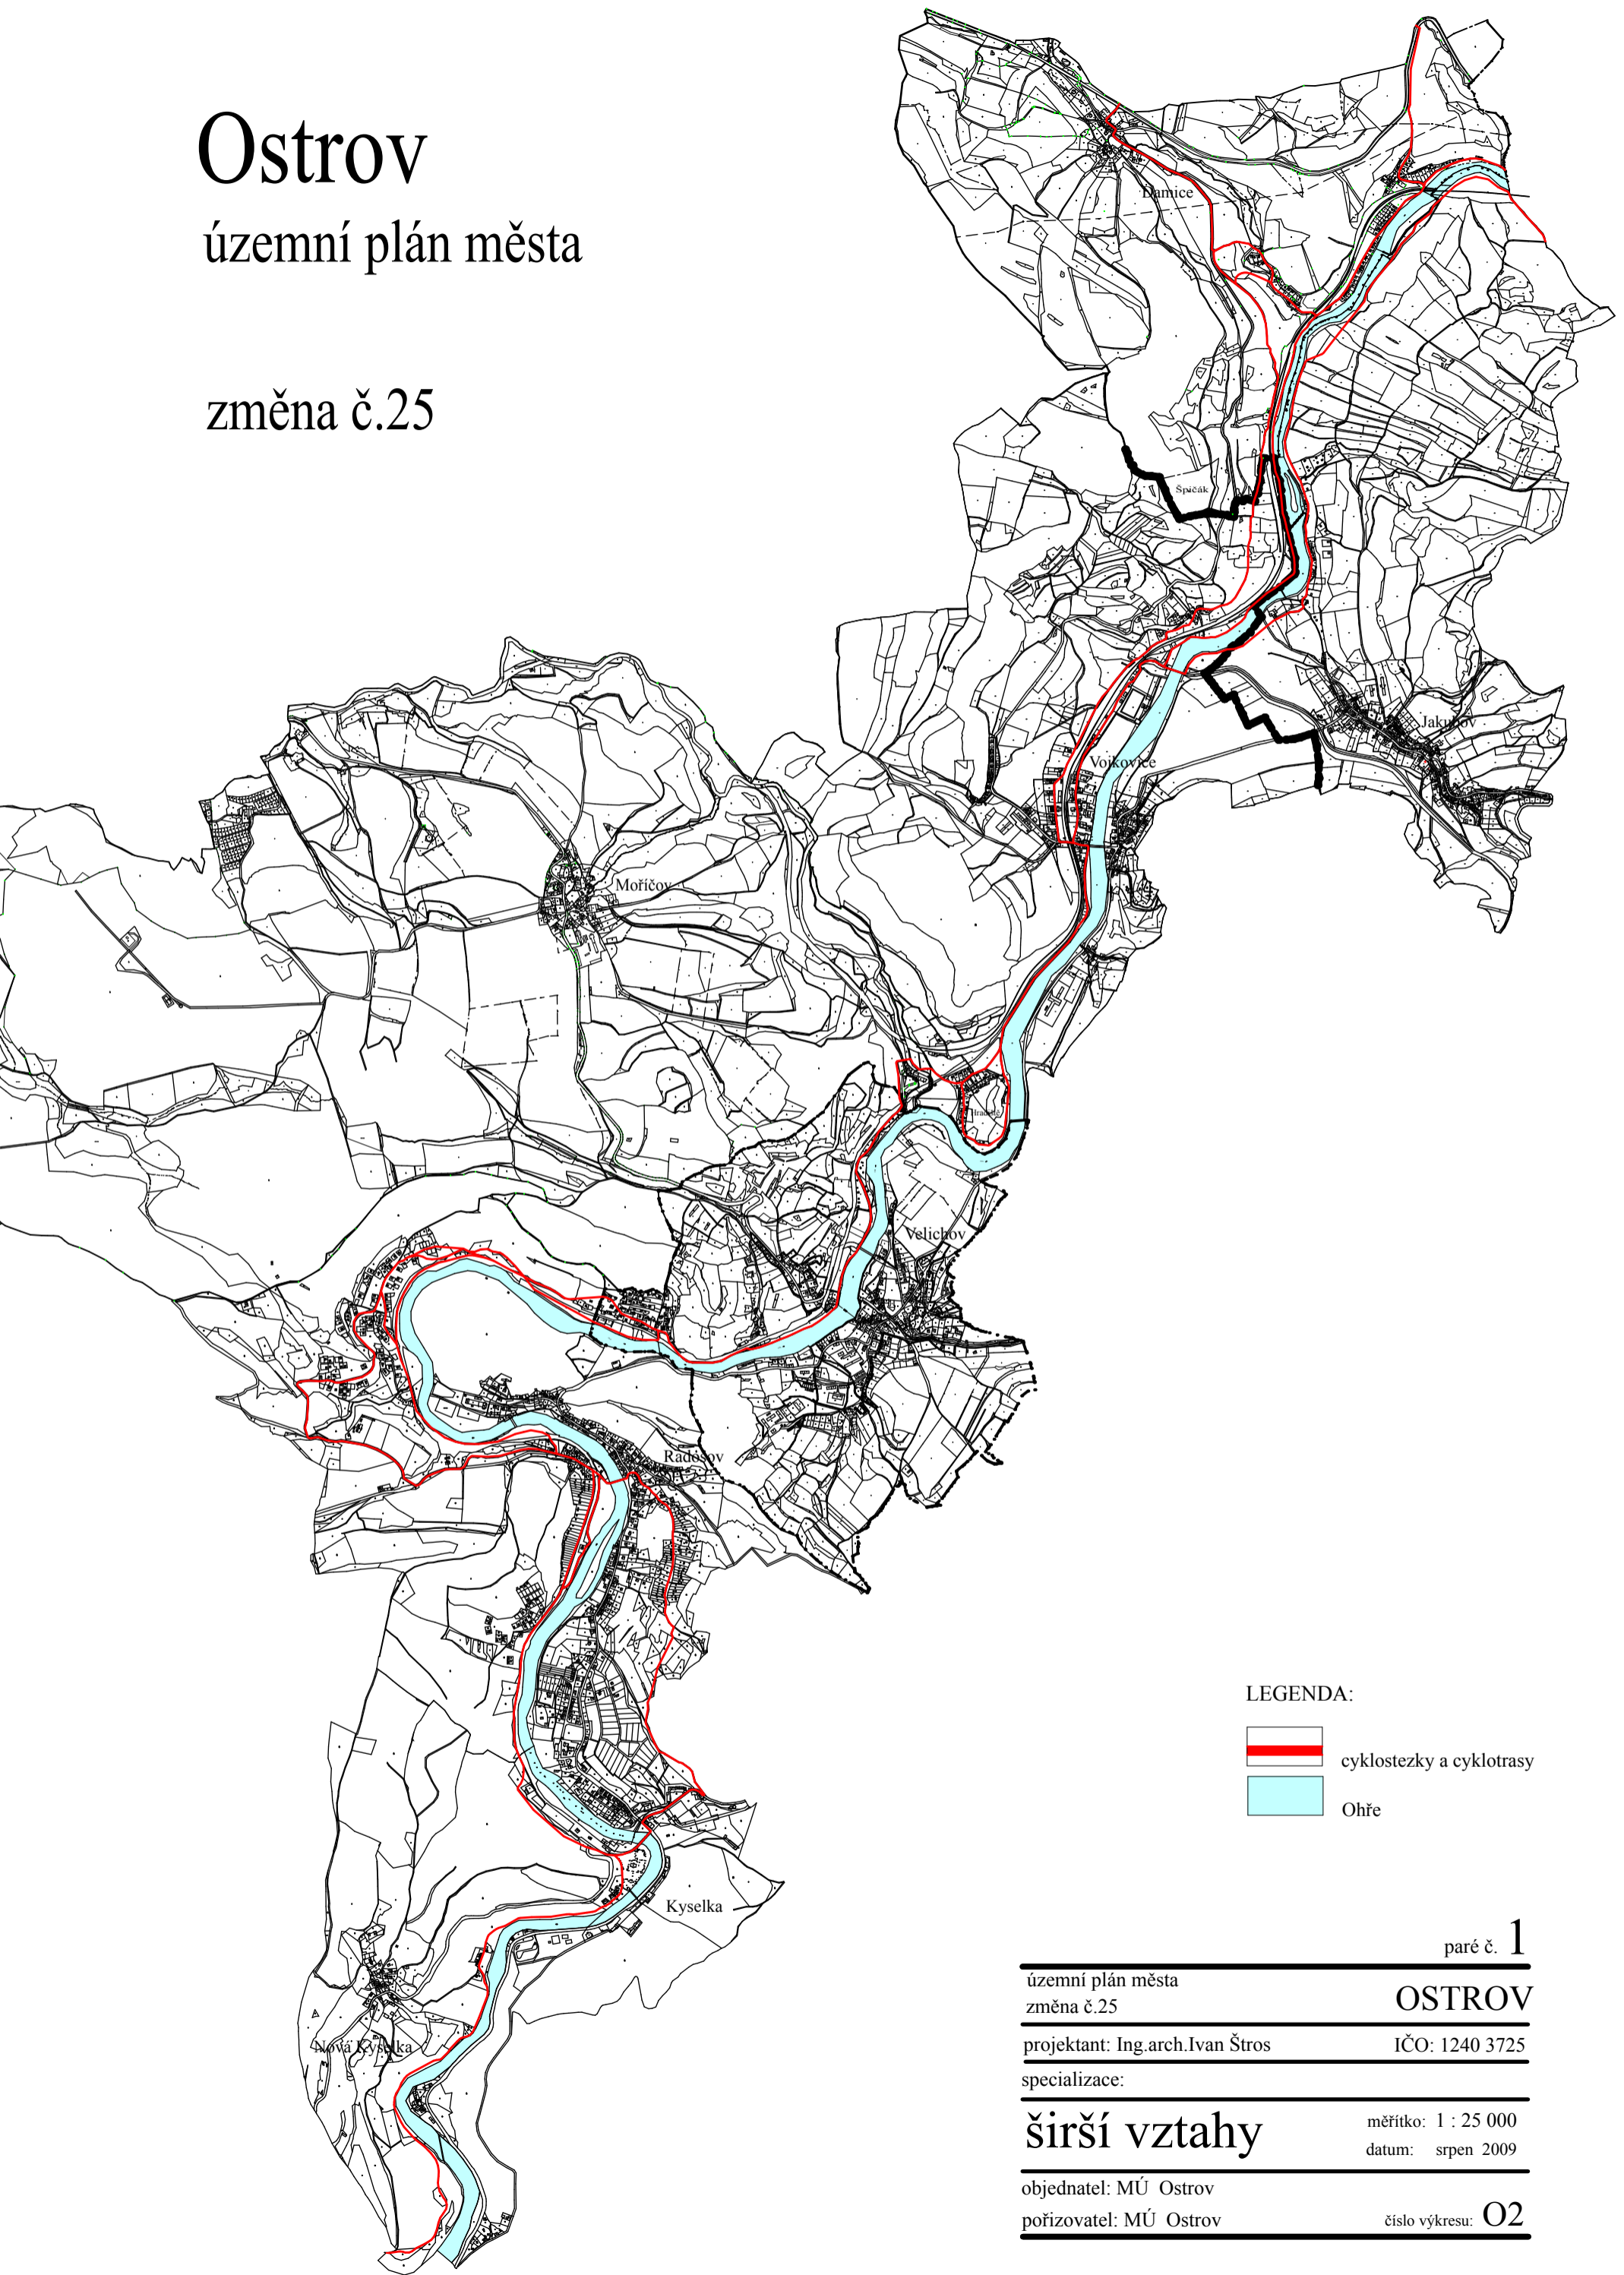 Ostrov
územní plán města
změna č.25
Damice
Špičák
Jakubov
Vojkovice
Mořičov
Hradiště
Velichov
Radošov
Kyselka
Nová Kyselka
LEGENDA:
cyklostezky a cyklotrasy
Ohře
paré č. 1
územní plán města
změna č.25 OSTROV
projektant: Ing.arch.Ivan Štros IČO: 1240 3725
specializace:
širší vztahy
měřítko: 1 : 25 000
datum: srpen 2009
objednatel: MÚ Ostrov
pořizovatel: MÚ Ostrov
číslo výkresu: O2